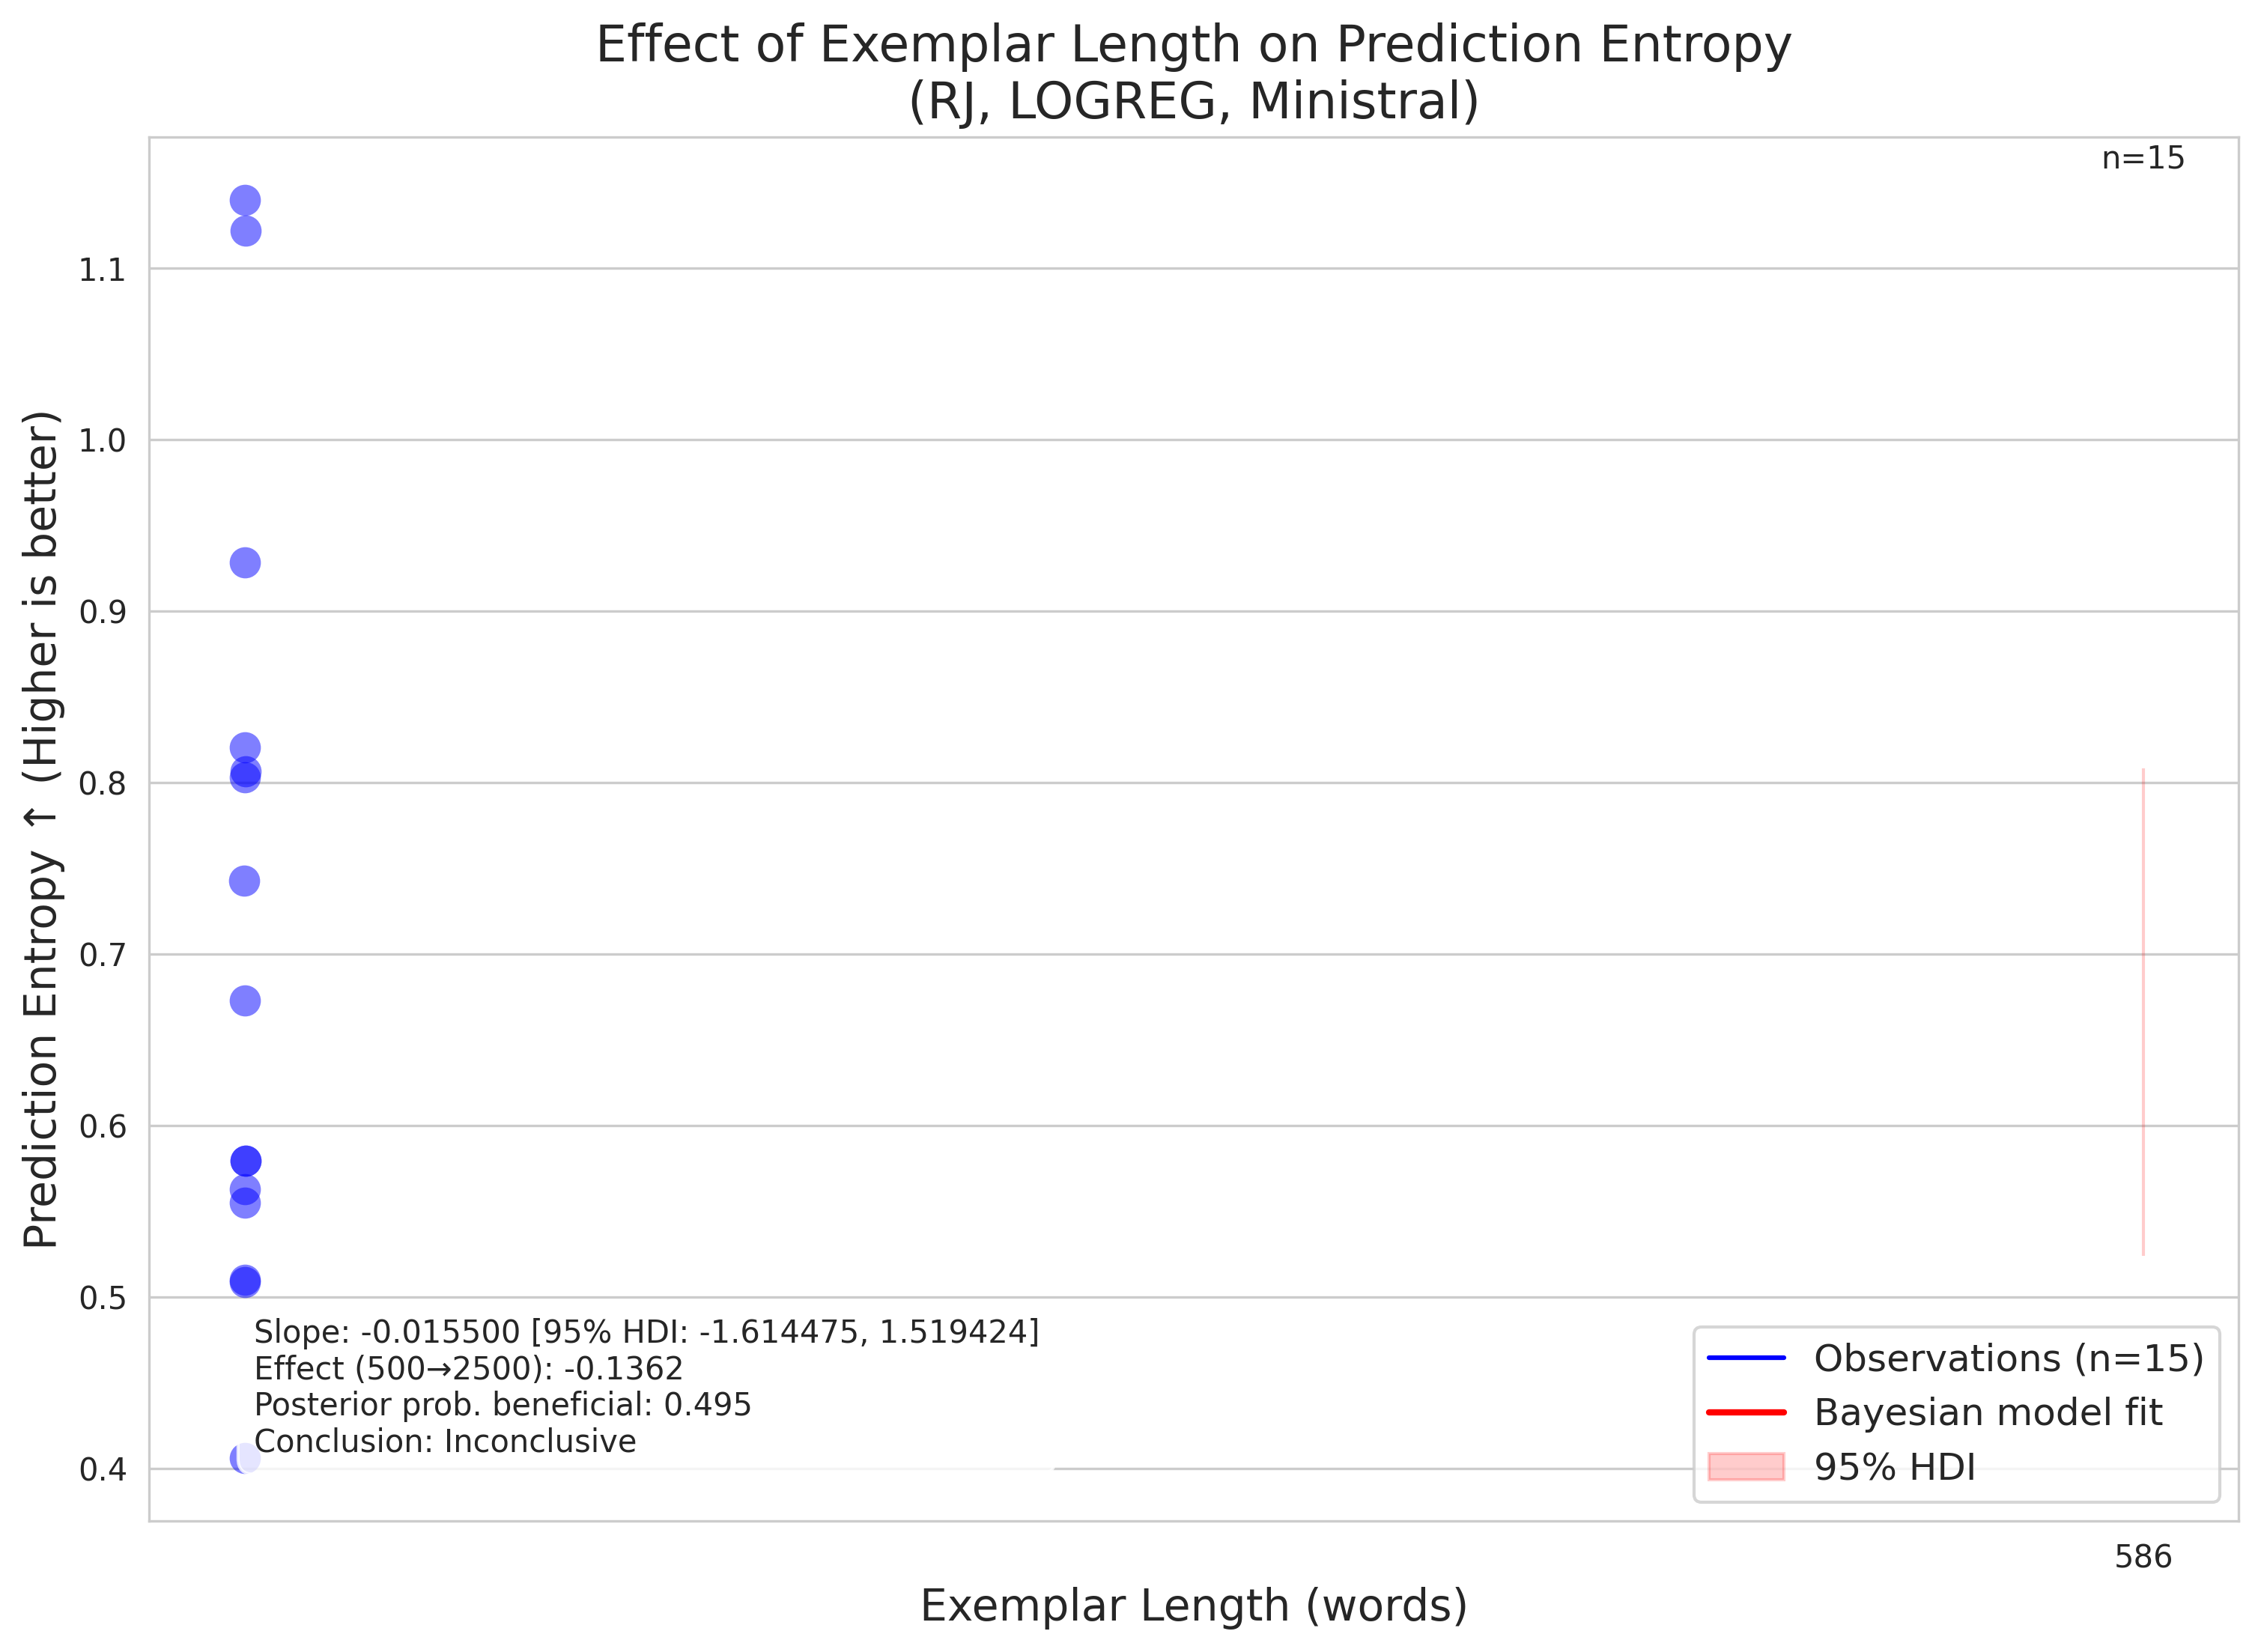 Effect of Exemplar Length on Prediction Entropy
(RJ, LOGREG, Ministral)
n=15
Prediction Entropy ↑ (Higher is better)
1.1
1.0
0.9
0.8
0.7
0.6
0.5
0.4
Slope: -0.015500 [95% HDI: -1.614475, 1.519424]
Effect (500→2500): -0.1362
Posterior prob. beneficial: 0.495
Conclusion: Inconclusive
Observations (n=15)
Bayesian model fit
95% HDI
586
Exemplar Length (words)